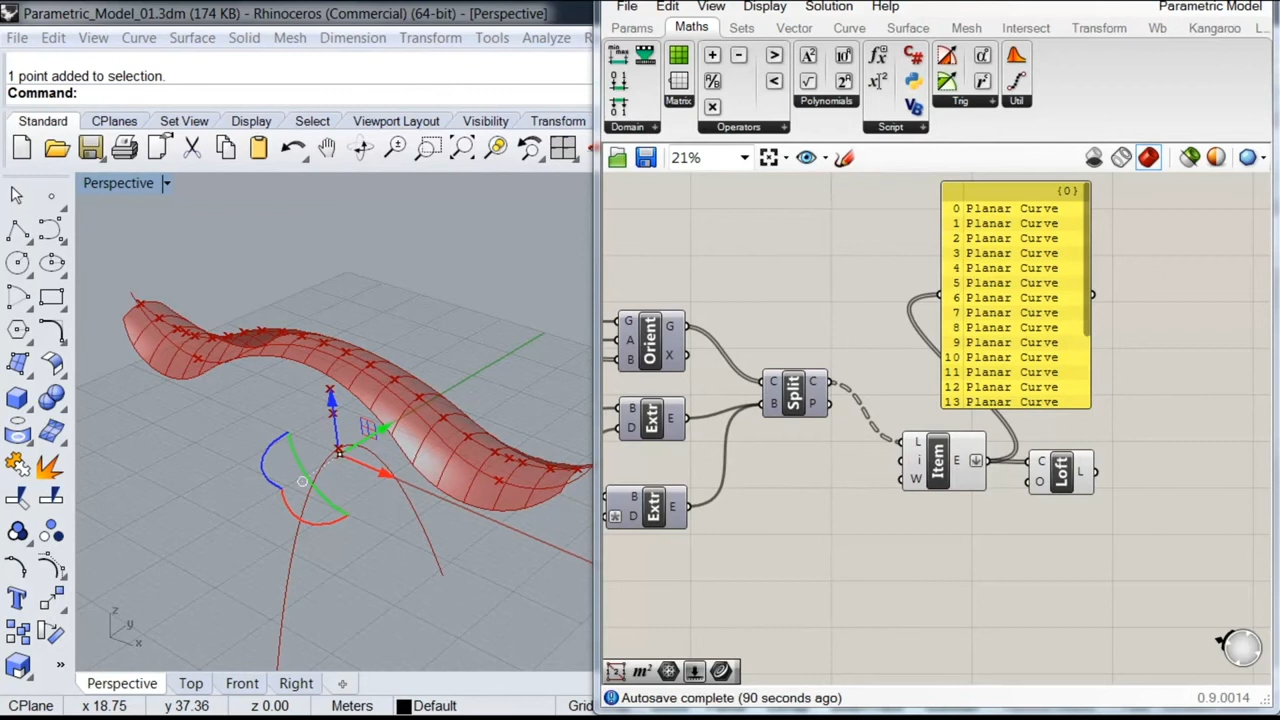 Parametric_Model_01.3dm (174 KB) - Rhinoceros (Commercial) (64-bit) - [Perspective]
File Edit View Curve Surface Solid Mesh Dimension Transform Tools Analyze R
1 point added to selection.
Command:
Standard CPlanes Set View Display Select Viewport Layout Visibility Transform
Perspective
z
y
x
Perspective Top Front Right
CPlane x 18.75 y 37.36 z 0.00 Meters Default Grid
File Edit View Display Solution Help Parametric Model
Params Maths Sets Vector Curve Surface Mesh Intersect Transform Wb Kangaroo L...
Domain Matrix Operators Polynomials Script Trig Util
21%
{0}
0 Planar Curve
1 Planar Curve
2 Planar Curve
3 Planar Curve
4 Planar Curve
5 Planar Curve
6 Planar Curve
7 Planar Curve
8 Planar Curve
9 Planar Curve
10 Planar Curve
11 Planar Curve
12 Planar Curve
13 Planar Curve
G A B Orient G X
B D Extr E
B D Extr E
C B Split C P
L i W Item E
C O Loft L
Autosave complete (90 seconds ago) 0.9.0014